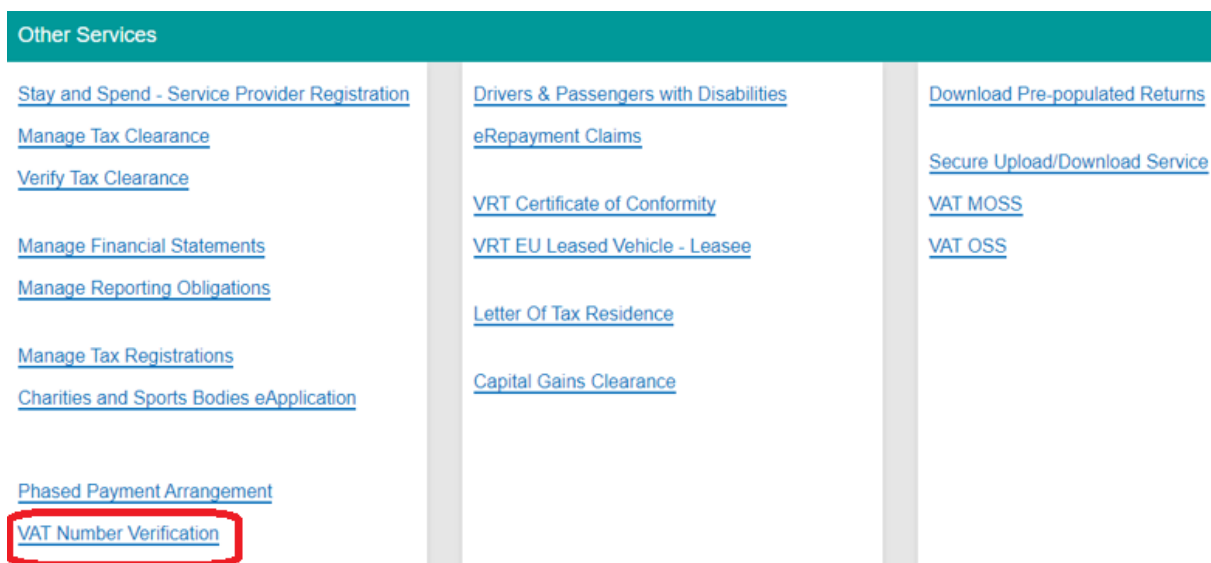 Other Services
Stay and Spend - Service Provider Registration
Manage Tax Clearance
Verify Tax Clearance
Manage Financial Statements
Manage Reporting Obligations
Manage Tax Registrations
Charities and Sports Bodies eApplication
Phased Payment Arrangement
VAT Number Verification
Drivers & Passengers with Disabilities
eRepayment Claims
VRT Certificate of Conformity
VRT EU Leased Vehicle - Leasee
Letter Of Tax Residence
Capital Gains Clearance
Download Pre-populated Returns
Secure Upload/Download Service
VAT MOSS
VAT OSS